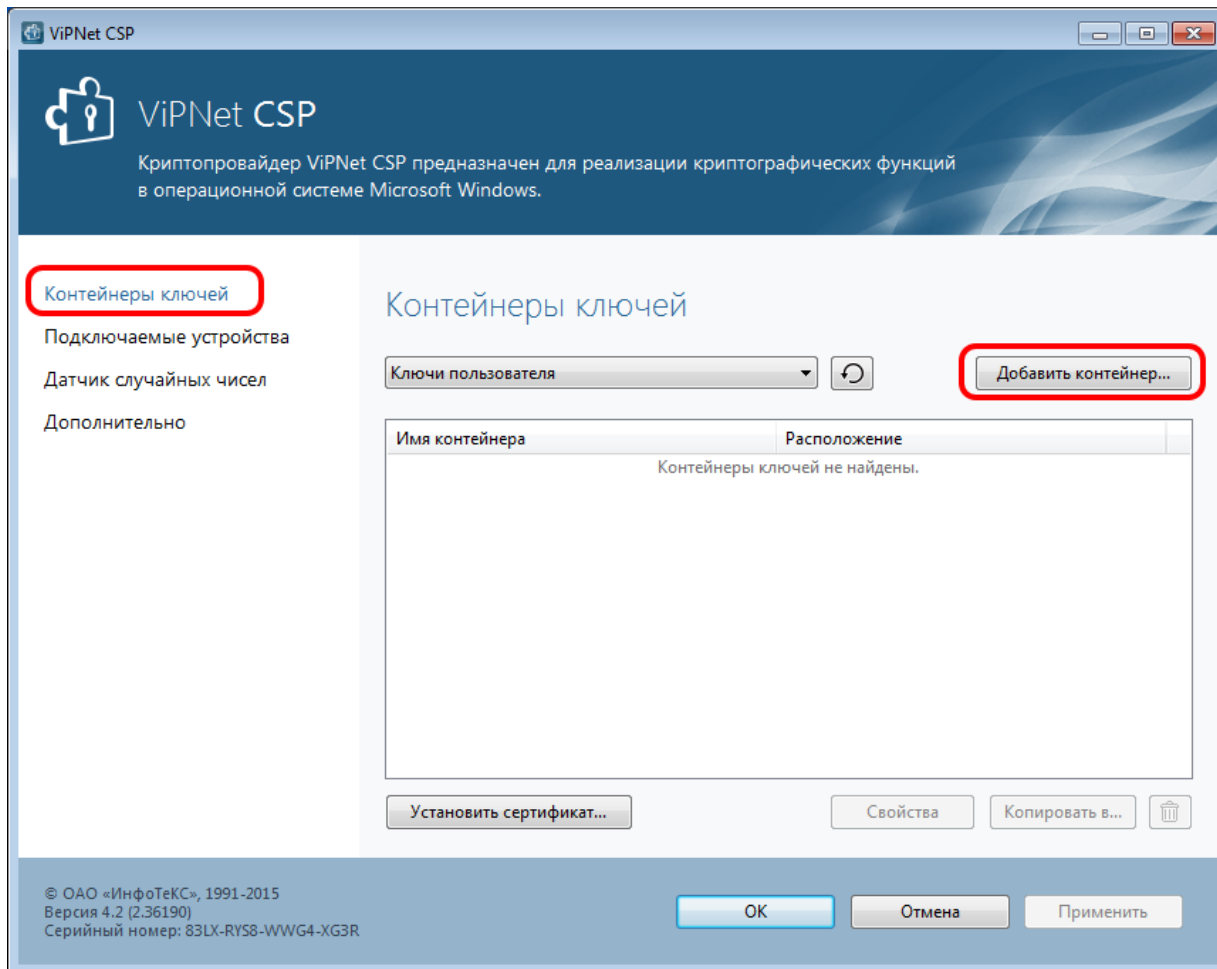 ViPNet CSP
ViPNet CSP
Криптопровайдер ViPNet CSP предназначен для реализации криптографических функций
в операционной системе Microsoft Windows.
Контейнеры ключей
Подключаемые устройства
Датчик случайных чисел
Дополнительно
Контейнеры ключей
Ключи пользователя
Добавить контейнер...
Имя контейнера
Расположение
Контейнеры ключей не найдены.
Установить сертификат...
Свойства
Копировать в...
© ОАО «ИнфоТеКС», 1991-2015
Версия 4.2 (2.36190)
Серийный номер: 83LX-RYS8-WWG4-XG3R
OK
Отмена
Применить